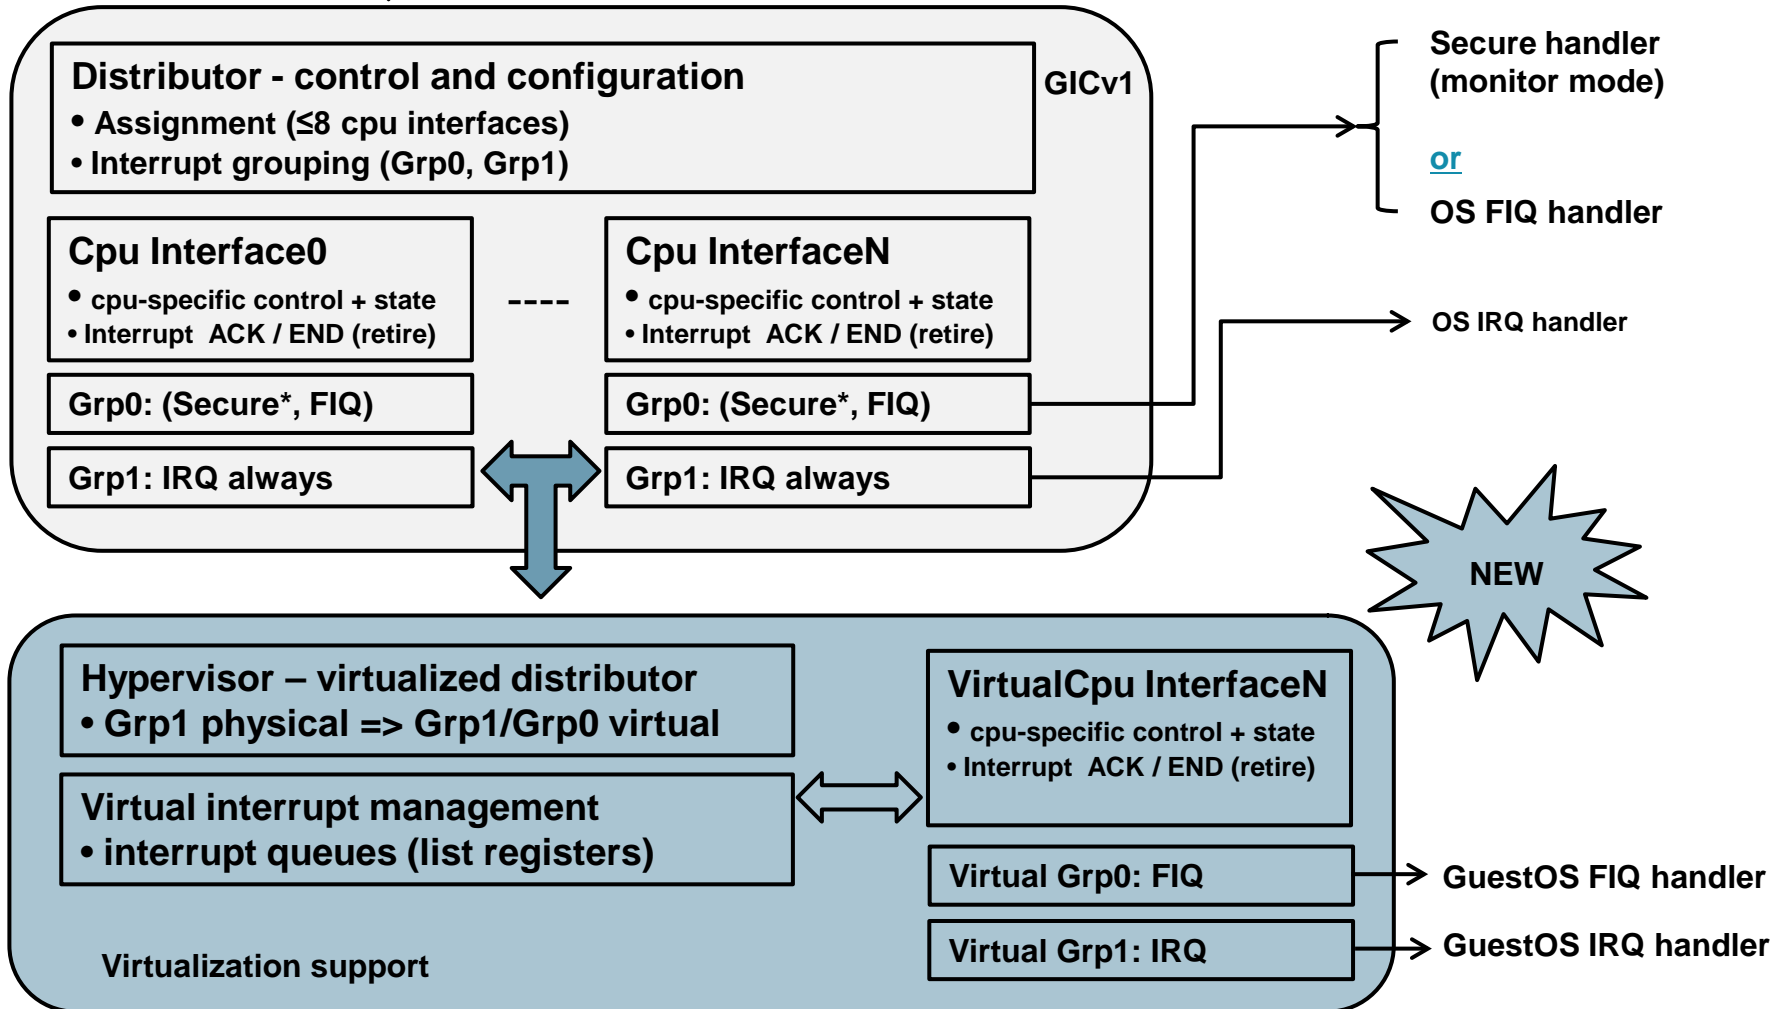 Distributor - control and configuration
• Assignment (≤8 cpu interfaces)
• Interrupt grouping (Grp0, Grp1)
GICv1
Cpu Interface0
• cpu-specific control + state
• Interrupt ACK / END (retire)
Grp0: (Secure*, FIQ)
Grp1: IRQ always
----
Cpu InterfaceN
• cpu-specific control + state
• Interrupt ACK / END (retire)
Grp0: (Secure*, FIQ)
Grp1: IRQ always
Secure handler
(monitor mode)
or
OS FIQ handler
OS IRQ handler
NEW
Hypervisor – virtualized distributor
• Grp1 physical => Grp1/Grp0 virtual
Virtual interrupt management
• interrupt queues (list registers)
Virtualization support
VirtualCpu InterfaceN
• cpu-specific control + state
• Interrupt ACK / END (retire)
Virtual Grp0: FIQ
Virtual Grp1: IRQ
GuestOS FIQ handler
GuestOS IRQ handler